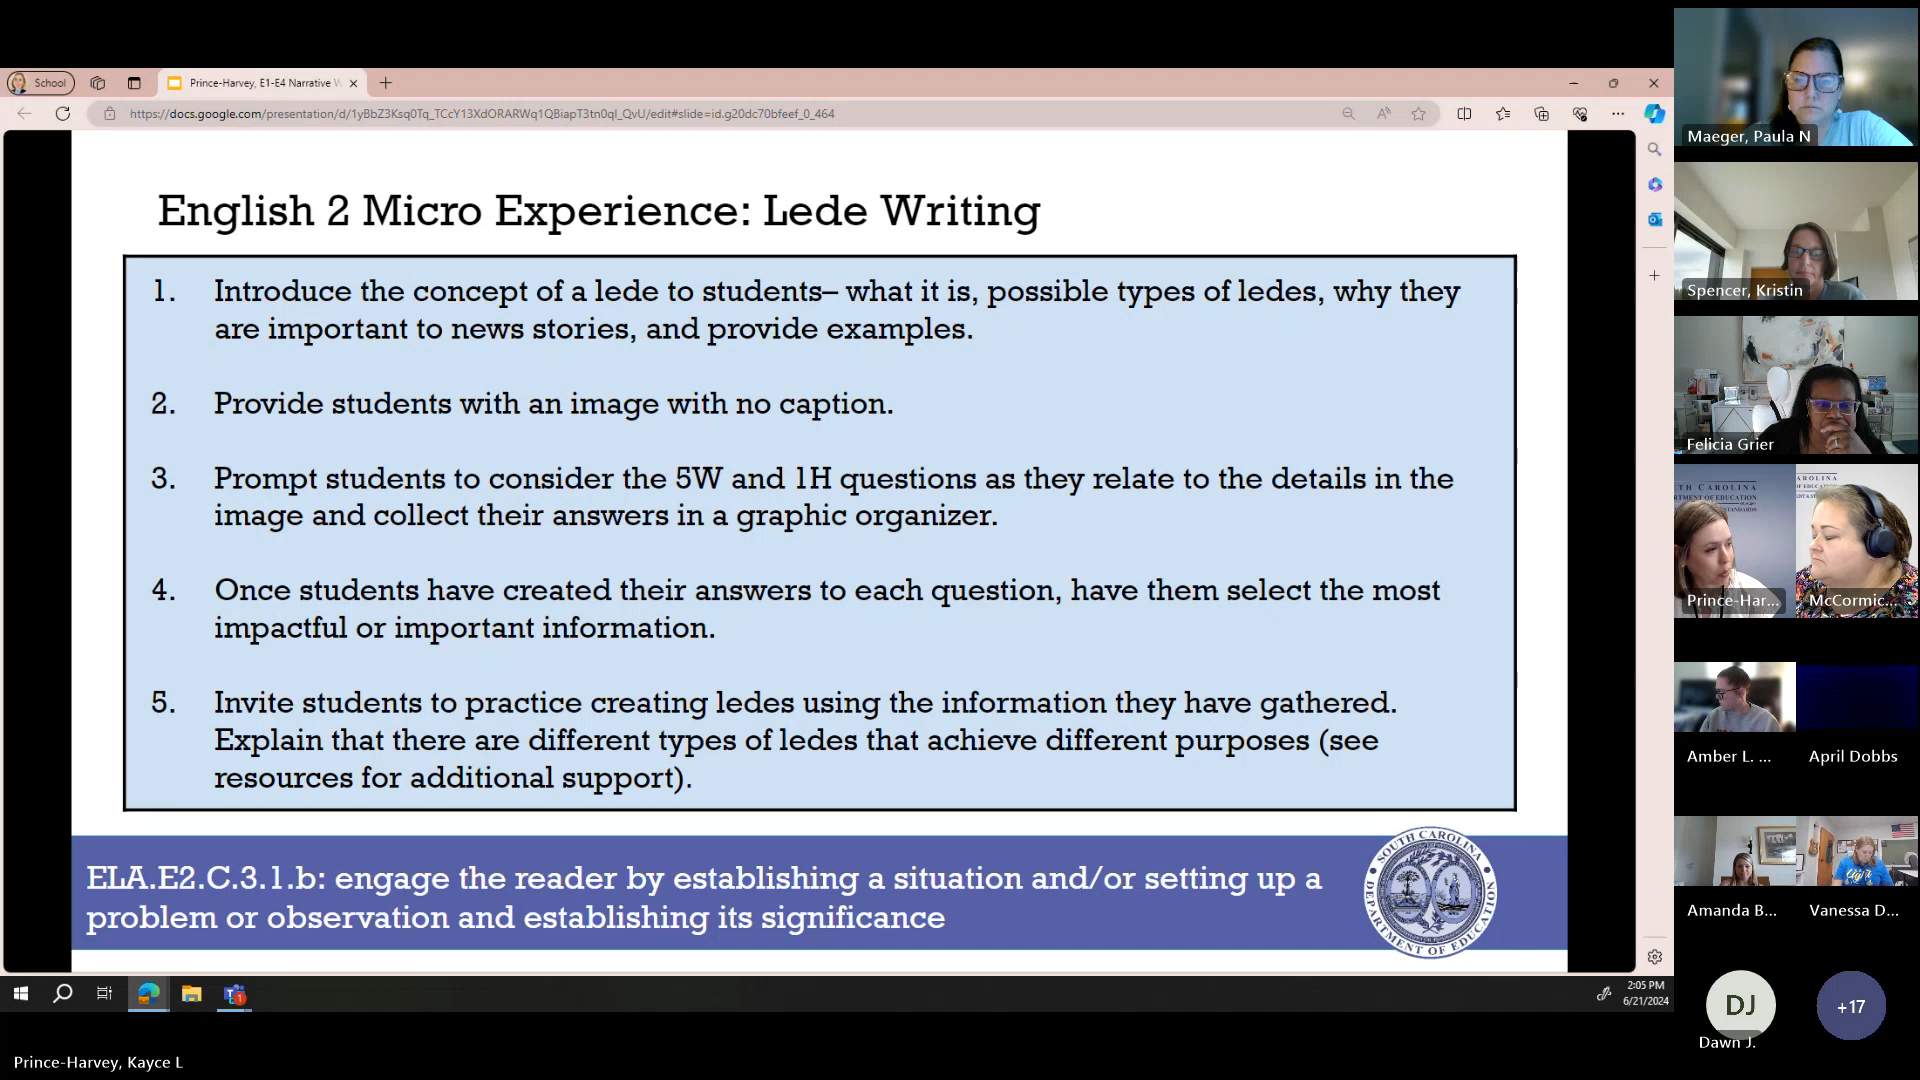 School
Prince-Harvey, E1-E4 Narrative W
https://docs.google.com/presentation/d/1yBbZ3Ksq0Tq_TCcY13XdORARWq1QBiapT3tn0ql_QvU/edit#slide=id.g20dc70bfeef_0_464
English 2 Micro Experience: Lede Writing
1. Introduce the concept of a lede to students– what it is, possible types of ledes, why they
are important to news stories, and provide examples.
2. Provide students with an image with no caption.
3. Prompt students to consider the 5W and 1H questions as they relate to the details in the
image and collect their answers in a graphic organizer.
4. Once students have created their answers to each question, have them select the most
impactful or important information.
5. Invite students to practice creating ledes using the information they have gathered.
Explain that there are different types of ledes that achieve different purposes (see
resources for additional support).
ELA.E2.C.3.1.b: engage the reader by establishing a situation and/or setting up a
problem or observation and establishing its significance
SOUTH CAROLINA
DEPARTMENT OF EDUCATION
2:05 PM
6/21/2024
Prince-Harvey, Kayce L
Maeger, Paula N
Spencer, Kristin
Felicia Grier
Prince-Har...
McCormic...
Amber L. ...
April Dobbs
Amanda B...
Vanessa D...
DJ
Dawn J.
+17